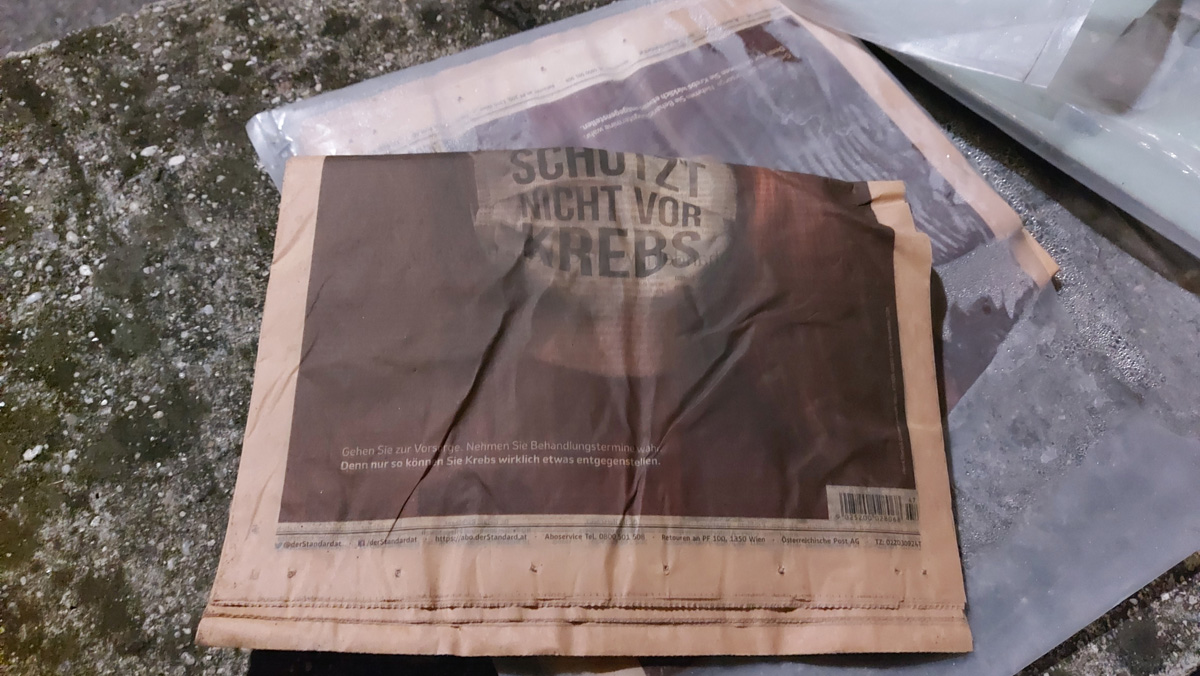 SCHÜTZT
NICHT VOR
KREBS
Gehen Sie zur Vorsorge. Nehmen Sie Behandlungstermine wahr.
Denn nur so können Sie Krebs wirklich etwas entgegenstellen.
@derStandardat /derStandardat https://abo.derStandard.at · Aboservice Tel. 0800 501 508 · Retouren an PF 100, 1350 Wien · Österreichische Post AG